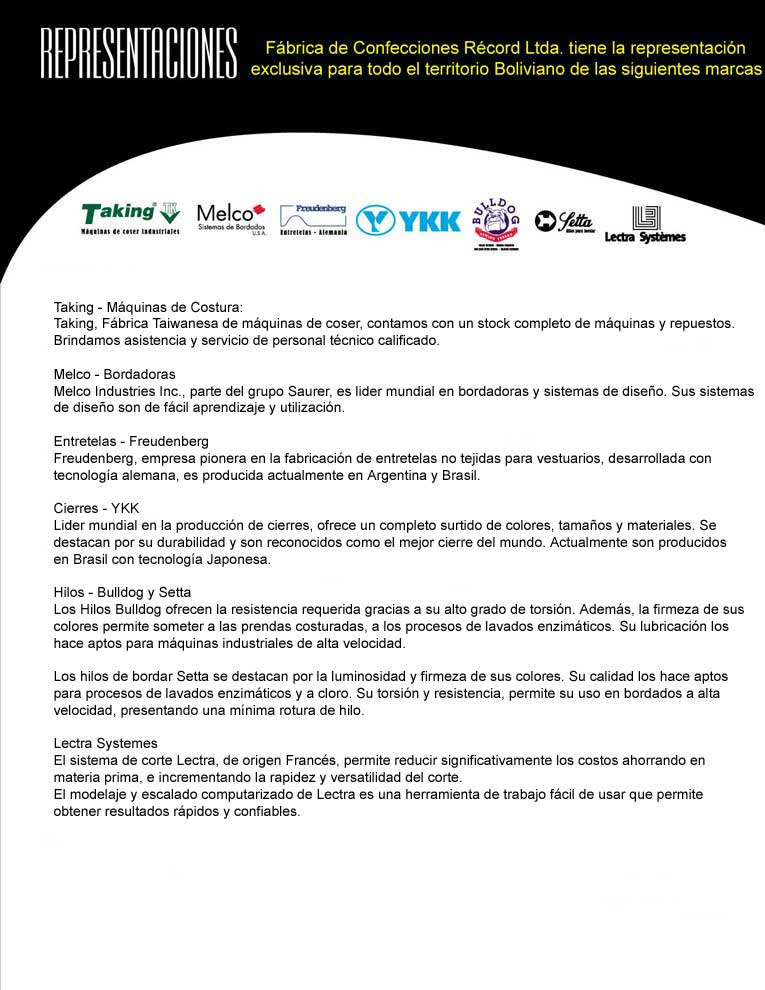 REPRESENTACIONES
Fábrica de Confecciones Récord Ltda. tiene la representación
exclusiva para todo el territorio Boliviano de las siguientes marcas
Taking
Máquinas de coser industriales
Melco
Sistemas de Bordados
U.S.A.
Freudenberg
Entretelas - Alemania
YKK
BULLDOG
Setta
Hilos para bordar
Lectra Systèmes
Taking - Máquinas de Costura:
Taking, Fábrica Taiwanesa de máquinas de coser, contamos con un stock completo de máquinas y repuestos.
Brindamos asistencia y servicio de personal técnico calificado.
Melco - Bordadoras
Melco Industries Inc., parte del grupo Saurer, es lider mundial en bordadoras y sistemas de diseño. Sus sistemas
de diseño son de fácil aprendizaje y utilización.
Entretelas - Freudenberg
Freudenberg, empresa pionera en la fabricación de entretelas no tejidas para vestuarios, desarrollada con
tecnología alemana, es producida actualmente en Argentina y Brasil.
Cierres - YKK
Lider mundial en la producción de cierres, ofrece un completo surtido de colores, tamaños y materiales. Se
destacan por su durabilidad y son reconocidos como el mejor cierre del mundo. Actualmente son producidos
en Brasil con tecnología Japonesa.
Hilos - Bulldog y Setta
Los Hilos Bulldog ofrecen la resistencia requerida gracias a su alto grado de torsión. Además, la firmeza de sus
colores permite someter a las prendas costuradas, a los procesos de lavados enzimáticos. Su lubricación los
hace aptos para máquinas industriales de alta velocidad.
Los hilos de bordar Setta se destacan por la luminosidad y firmeza de sus colores. Su calidad los hace aptos
para procesos de lavados enzimáticos y a cloro. Su torsión y resistencia, permite su uso en bordados a alta
velocidad, presentando una mínima rotura de hilo.
Lectra Systemes
El sistema de corte Lectra, de origen Francés, permite reducir significativamente los costos ahorrando en
materia prima, e incrementando la rapidez y versatilidad del corte.
El modelaje y escalado computarizado de Lectra es una herramienta de trabajo fácil de usar que permite
obtener resultados rápidos y confiables.